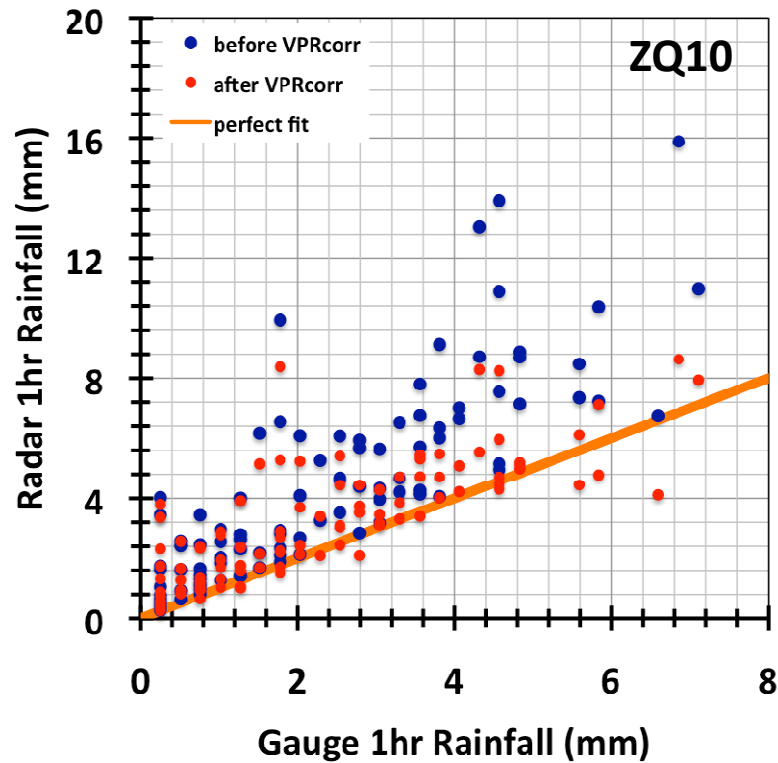 20
before VPRcorr
ZQ10
after VPRcorr
perfect fit
16
12
8
4
0
Radar 1hr Rainfall (mm)
0 2 4 6 8
Gauge 1hr Rainfall (mm)